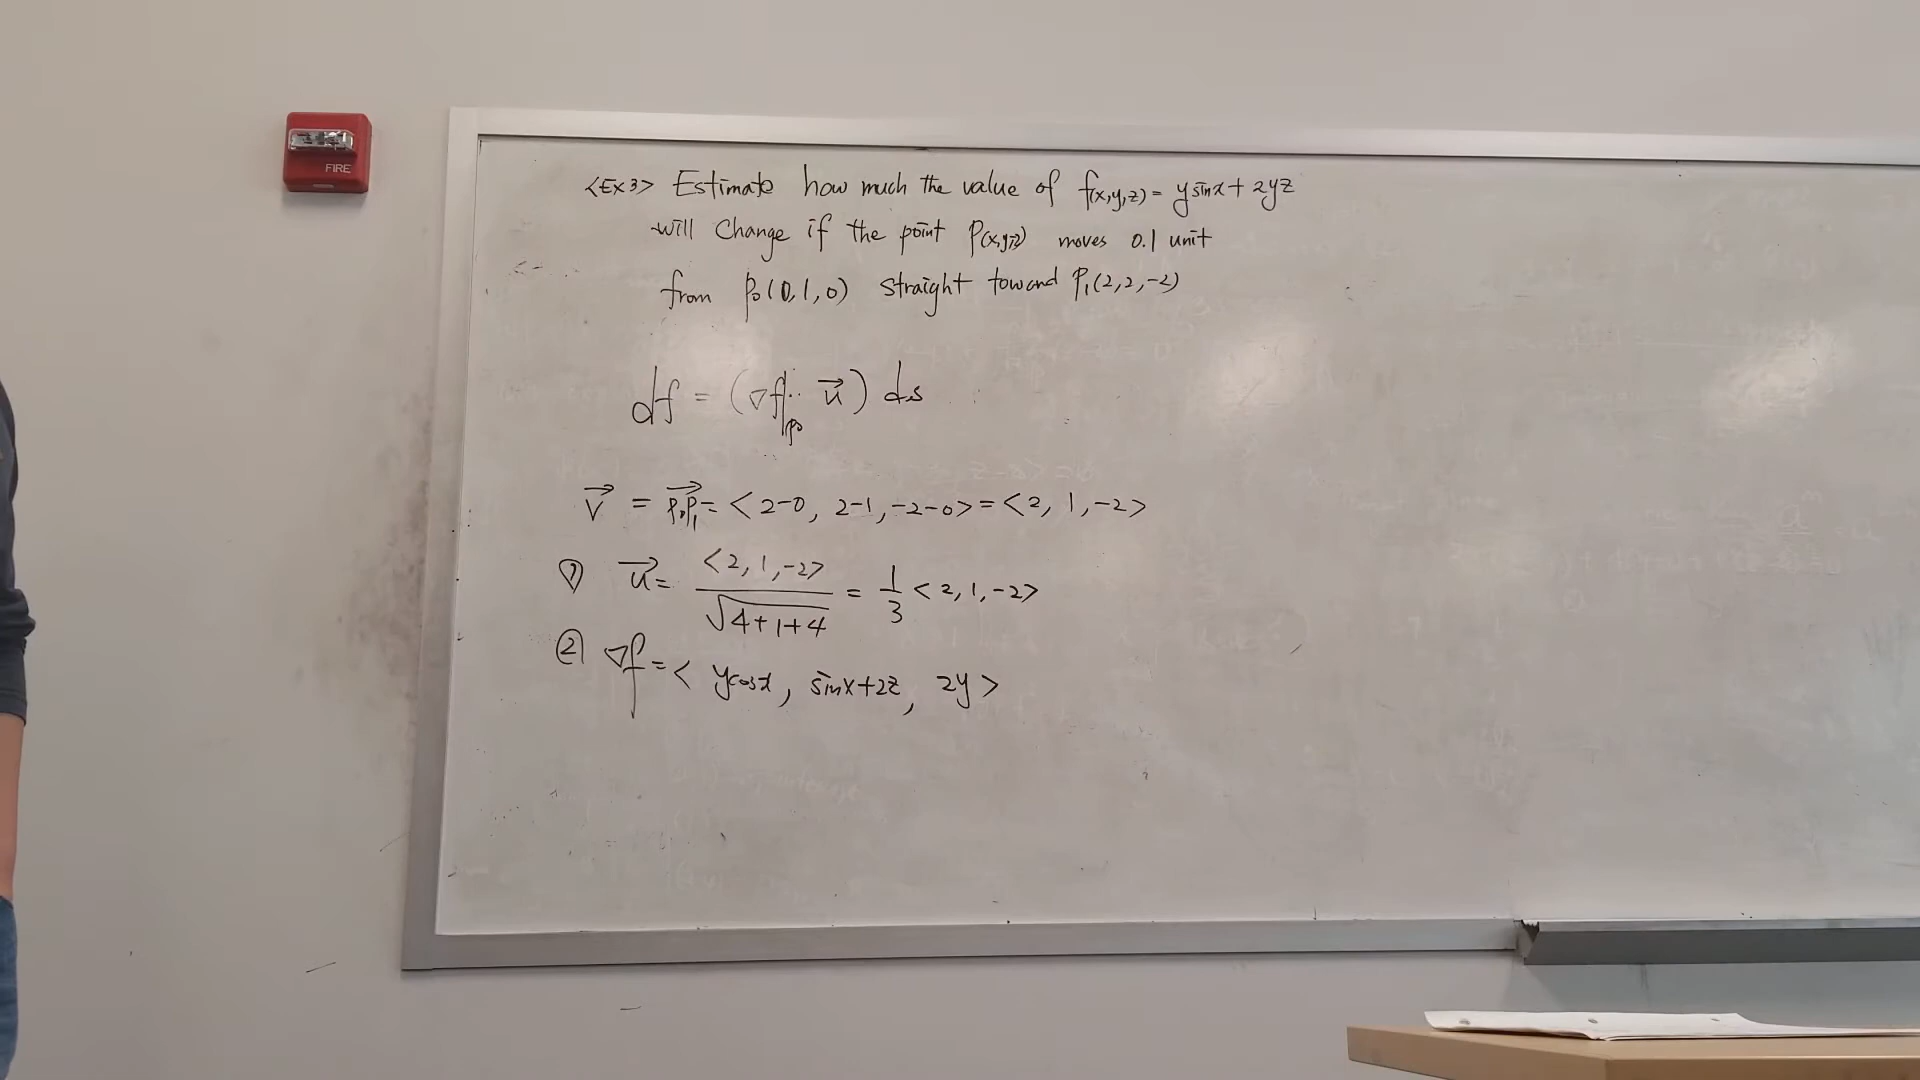 FIRE
<Ex 3> Estimate how much the value of f(x,y,z) = y sinx + 2yz
will change if the point P(x,y,z) moves 0.1 unit
from P₀(0,1,0) straight toward P₁(2,2,-2)
df = (∇f|P₀ · u⃗) ds
v⃗ = P₀P₁⃗ = <2-0, 2-1, -2-0> = <2, 1, -2>
① u⃗ = <2, 1, -2> / √4+1+4 = 1/3 <2, 1, -2>
② ∇f = < ycosx, sinx+2z, 2y >